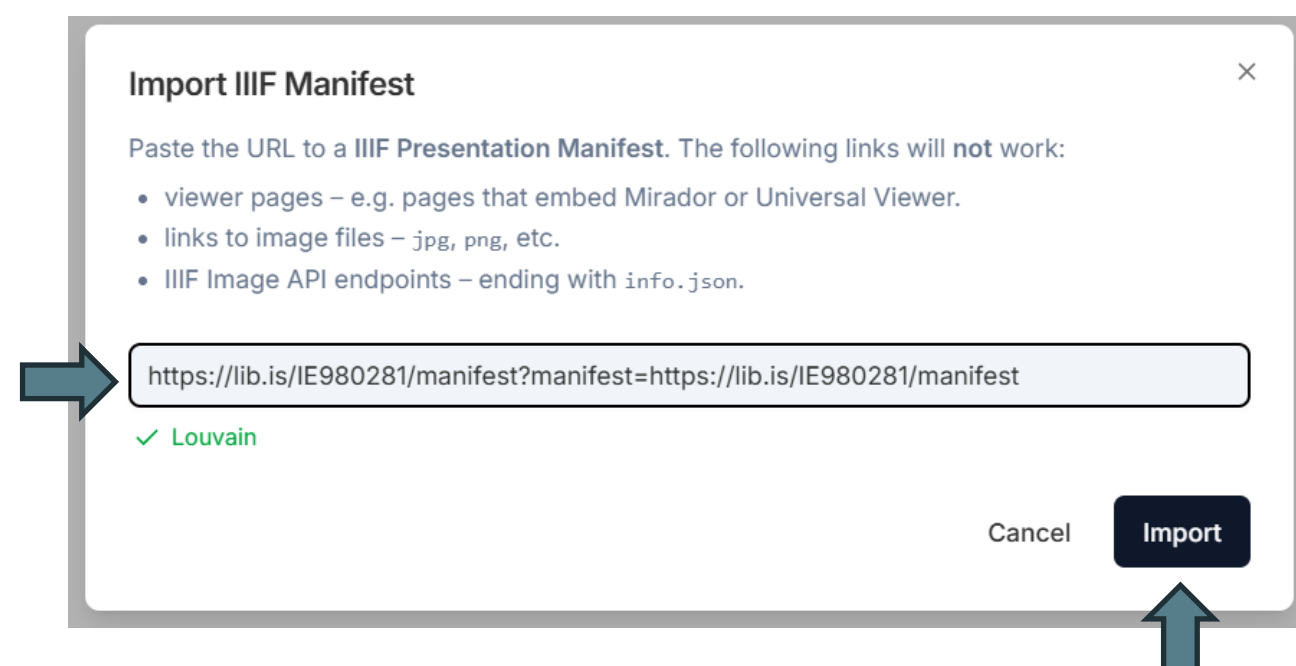 Import IIIF Manifest
Paste the URL to a IIIF Presentation Manifest. The following links will not work:
• viewer pages – e.g. pages that embed Mirador or Universal Viewer.
• links to image files – jpg, png, etc.
• IIIF Image API endpoints – ending with info.json.
https://lib.is/IE980281/manifest?manifest=https://lib.is/IE980281/manifest
Louvain
Cancel
Import